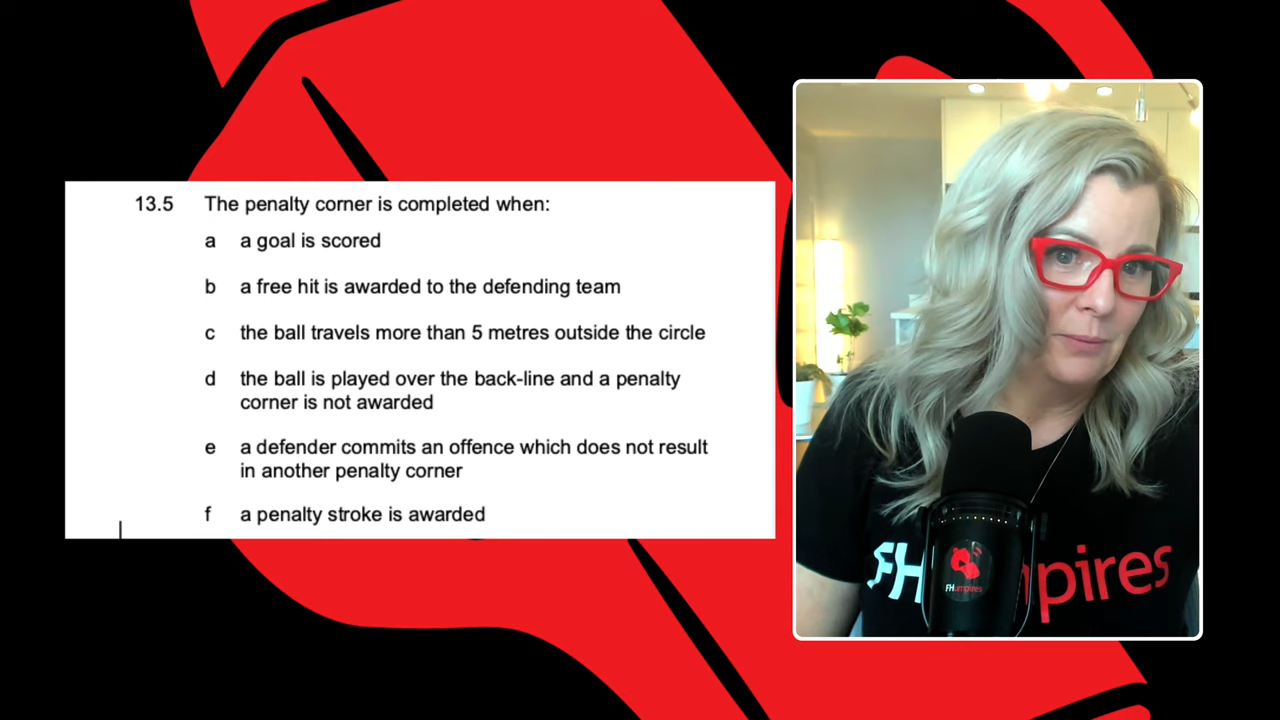 13.5 The penalty corner is completed when:
a a goal is scored
b a free hit is awarded to the defending team
c the ball travels more than 5 metres outside the circle
d the ball is played over the back-line and a penalty
corner is not awarded
e a defender commits an offence which does not result
in another penalty corner
f a penalty stroke is awarded
FH mpires
FHumpires